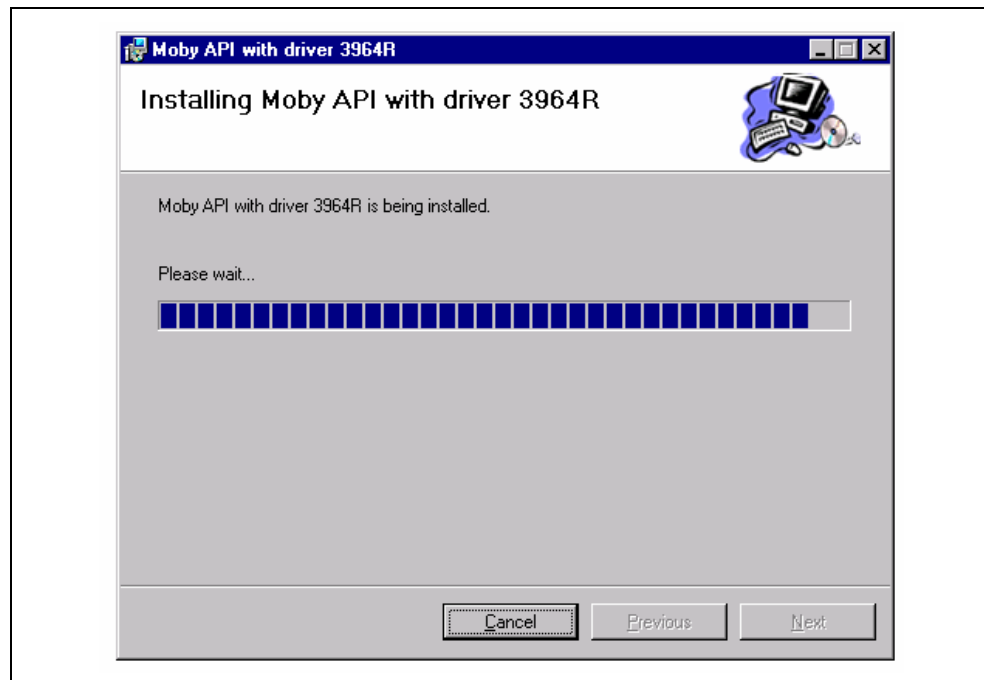 Moby API with driver 3964R
Installing Moby API with driver 3964R
Moby API with driver 3964R is being installed.
Please wait...
Cancel
Previous
Next